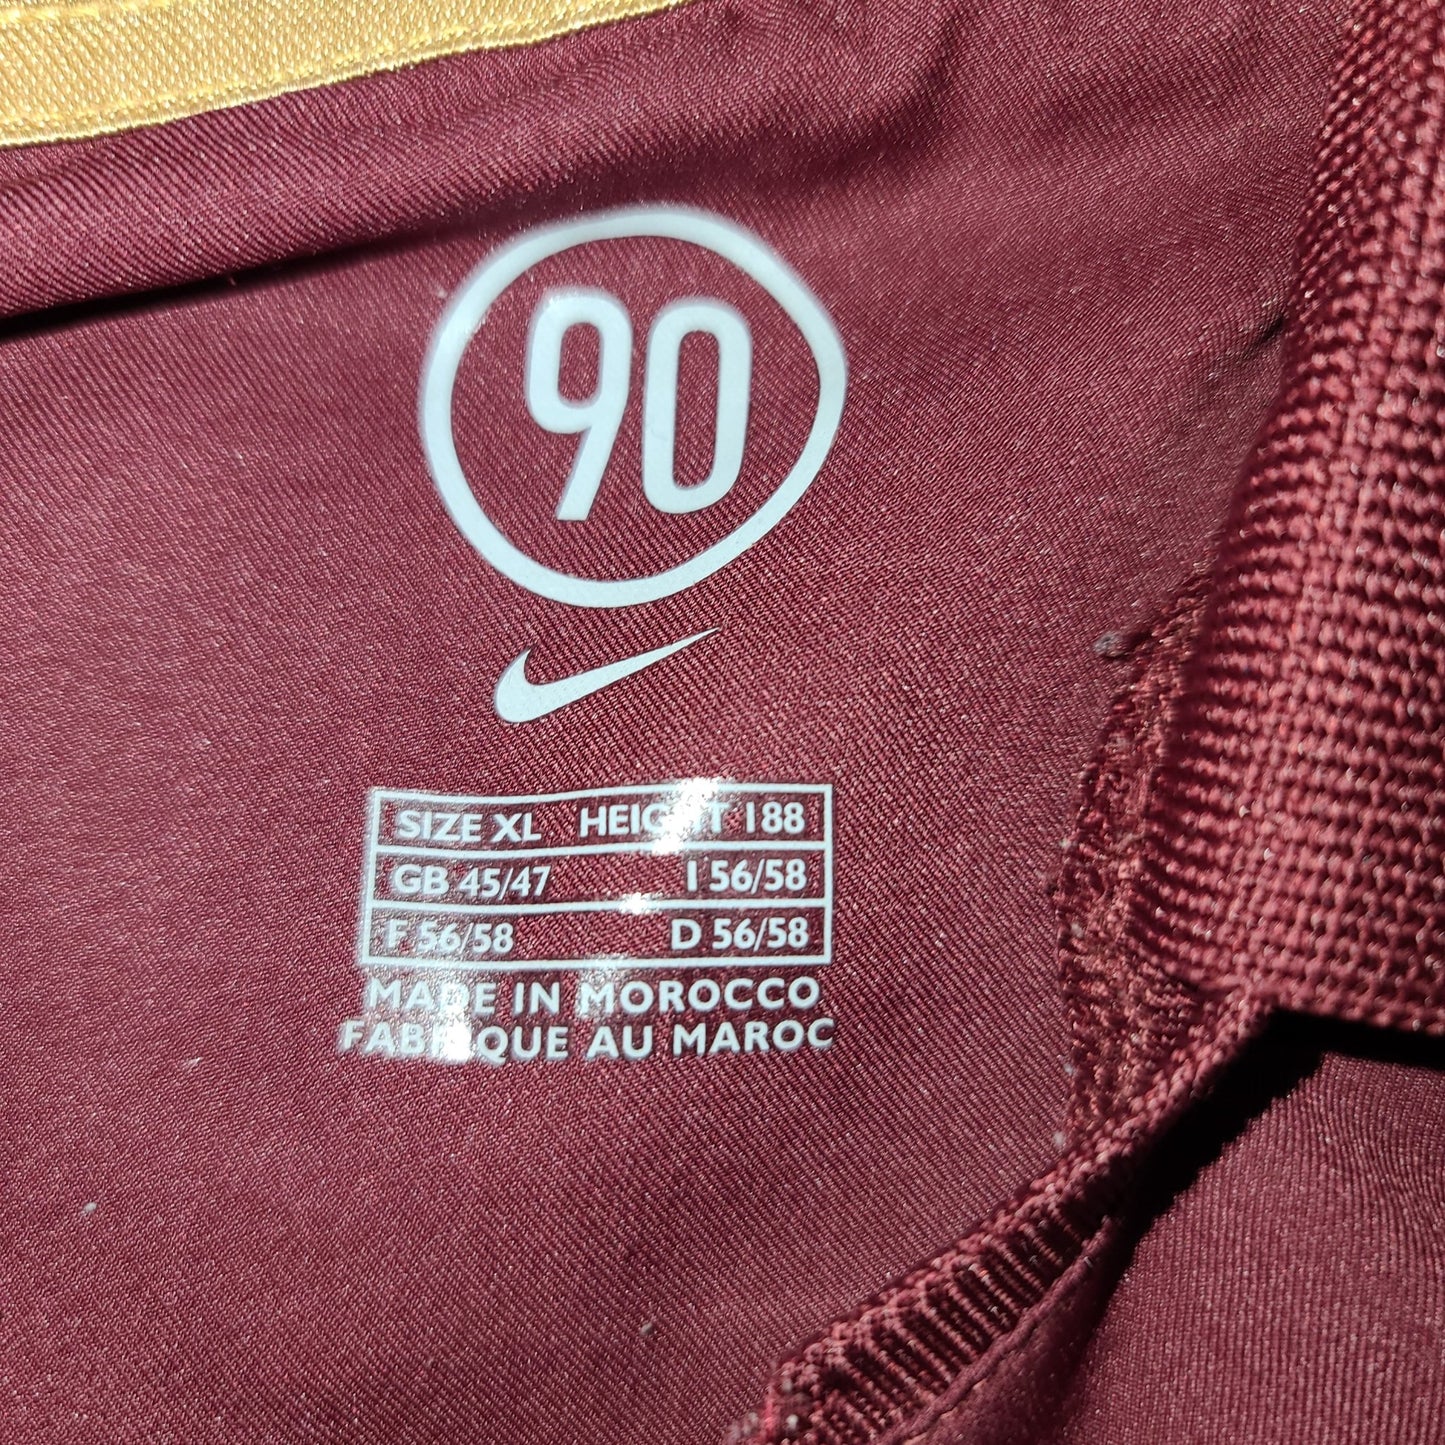 90
SIZE XL HEIGHT 188
GB 45/47 I 56/58
F 56/58 D 56/58
MADE IN MOROCCO
FABRIQUE AU MAROC